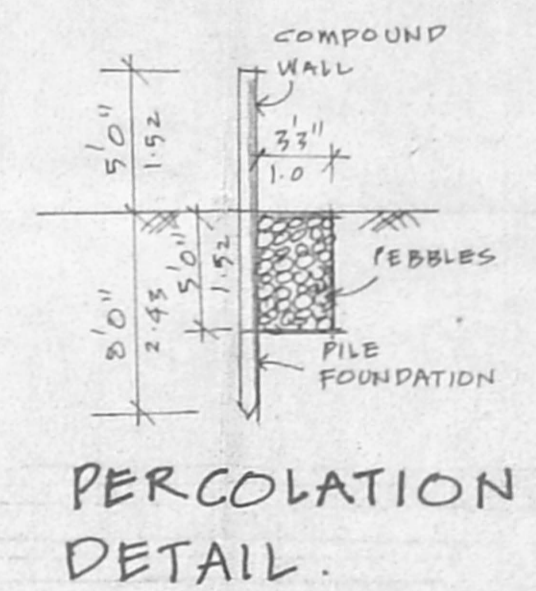 COMPOUND
WALL
5'0"
1.52
3'3"
1.0
8'0"
2.43
5'0"
1.52
PEBBLES
PILE
FOUNDATION
PERCOLATION
DETAIL.